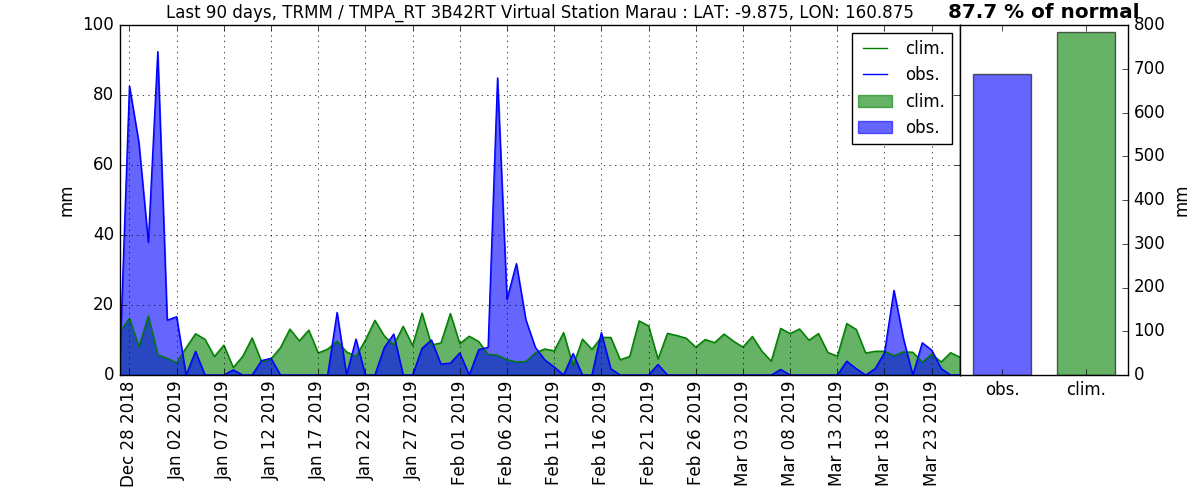 Last 90 days, TRMM / TMPA_RT 3B42RT Virtual Station Marau : LAT: -9.875, LON: 160.875
87.7 % of normal
100
80
60
40
20
0
mm
clim.
obs.
clim.
obs.
800
700
600
500
400
300
200
100
0
mm
obs.
clim.
Dec 28 2018
Jan 02 2019
Jan 07 2019
Jan 12 2019
Jan 17 2019
Jan 22 2019
Jan 27 2019
Feb 01 2019
Feb 06 2019
Feb 11 2019
Feb 16 2019
Feb 21 2019
Feb 26 2019
Mar 03 2019
Mar 08 2019
Mar 13 2019
Mar 18 2019
Mar 23 2019